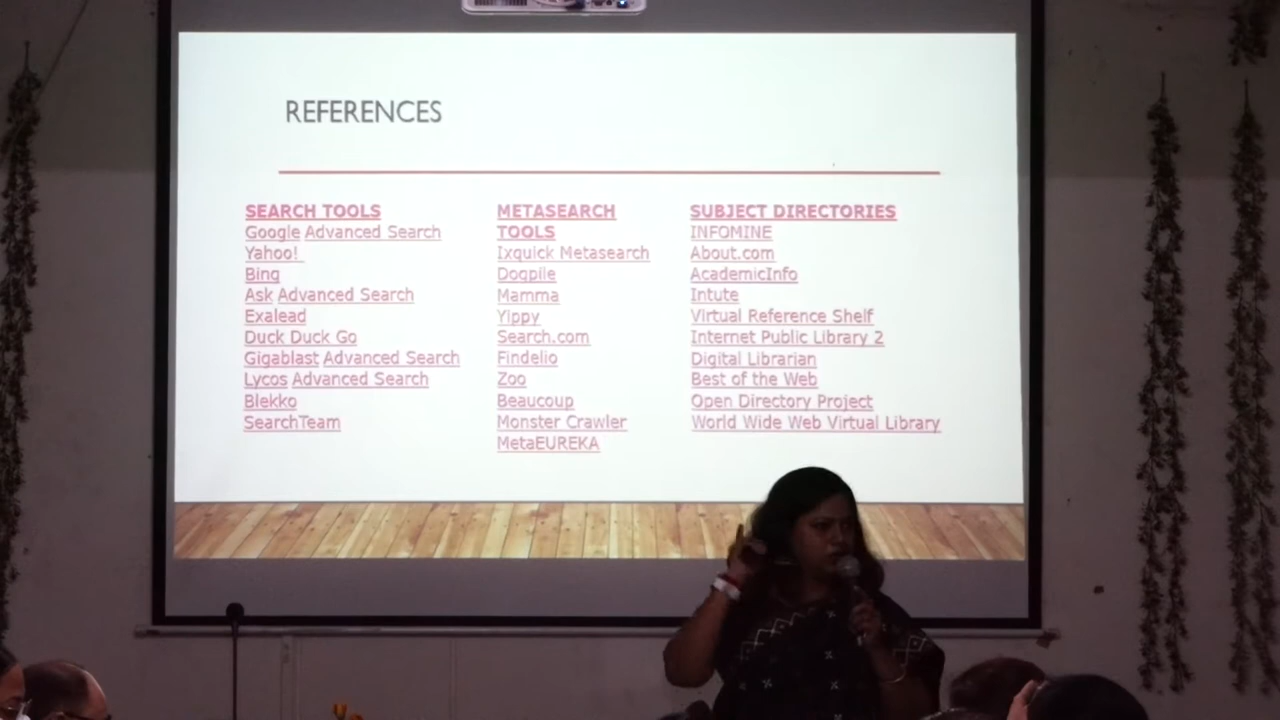 REFERENCES
SEARCH TOOLS
Google Advanced Search
Yahoo!
Bing
Ask Advanced Search
Exalead
Duck Duck Go
Gigablast Advanced Search
Lycos Advanced Search
Blekko
SearchTeam
METASEARCH
TOOLS
Ixquick Metasearch
Dogpile
Mamma
Yippy
Search.com
Findelio
Zoo
Beaucoup
Monster Crawler
MetaEUREKA
SUBJECT DIRECTORIES
INFOMINE
About.com
AcademicInfo
Intute
Virtual Reference Shelf
Internet Public Library 2
Digital Librarian
Best of the Web
Open Directory Project
World Wide Web Virtual Library